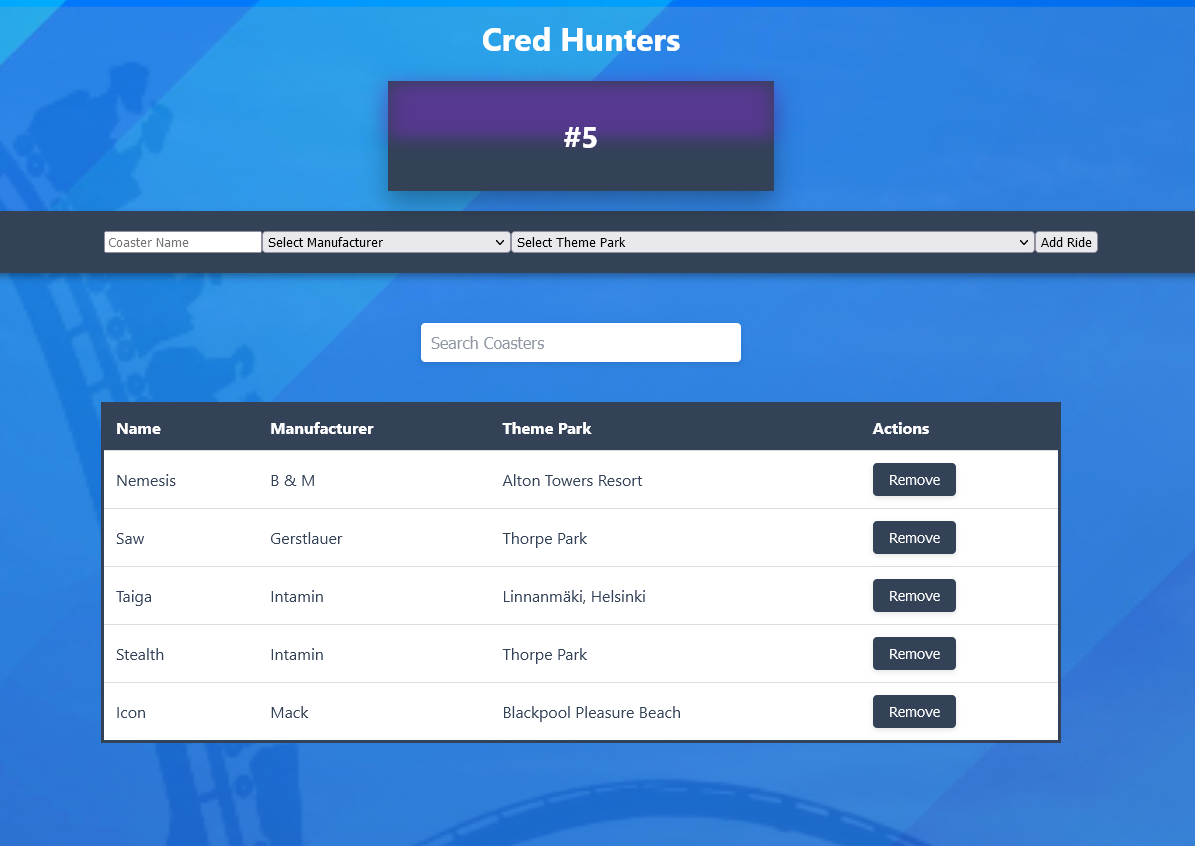 Cred Hunters
#5
Coaster Name Select Manufacturer Select Theme Park Add Ride
Search Coasters
Name Manufacturer Theme Park Actions
Nemesis B & M Alton Towers Resort Remove
Saw Gerstlauer Thorpe Park Remove
Taiga Intamin Linnanmäki, Helsinki Remove
Stealth Intamin Thorpe Park Remove
Icon Mack Blackpool Pleasure Beach Remove